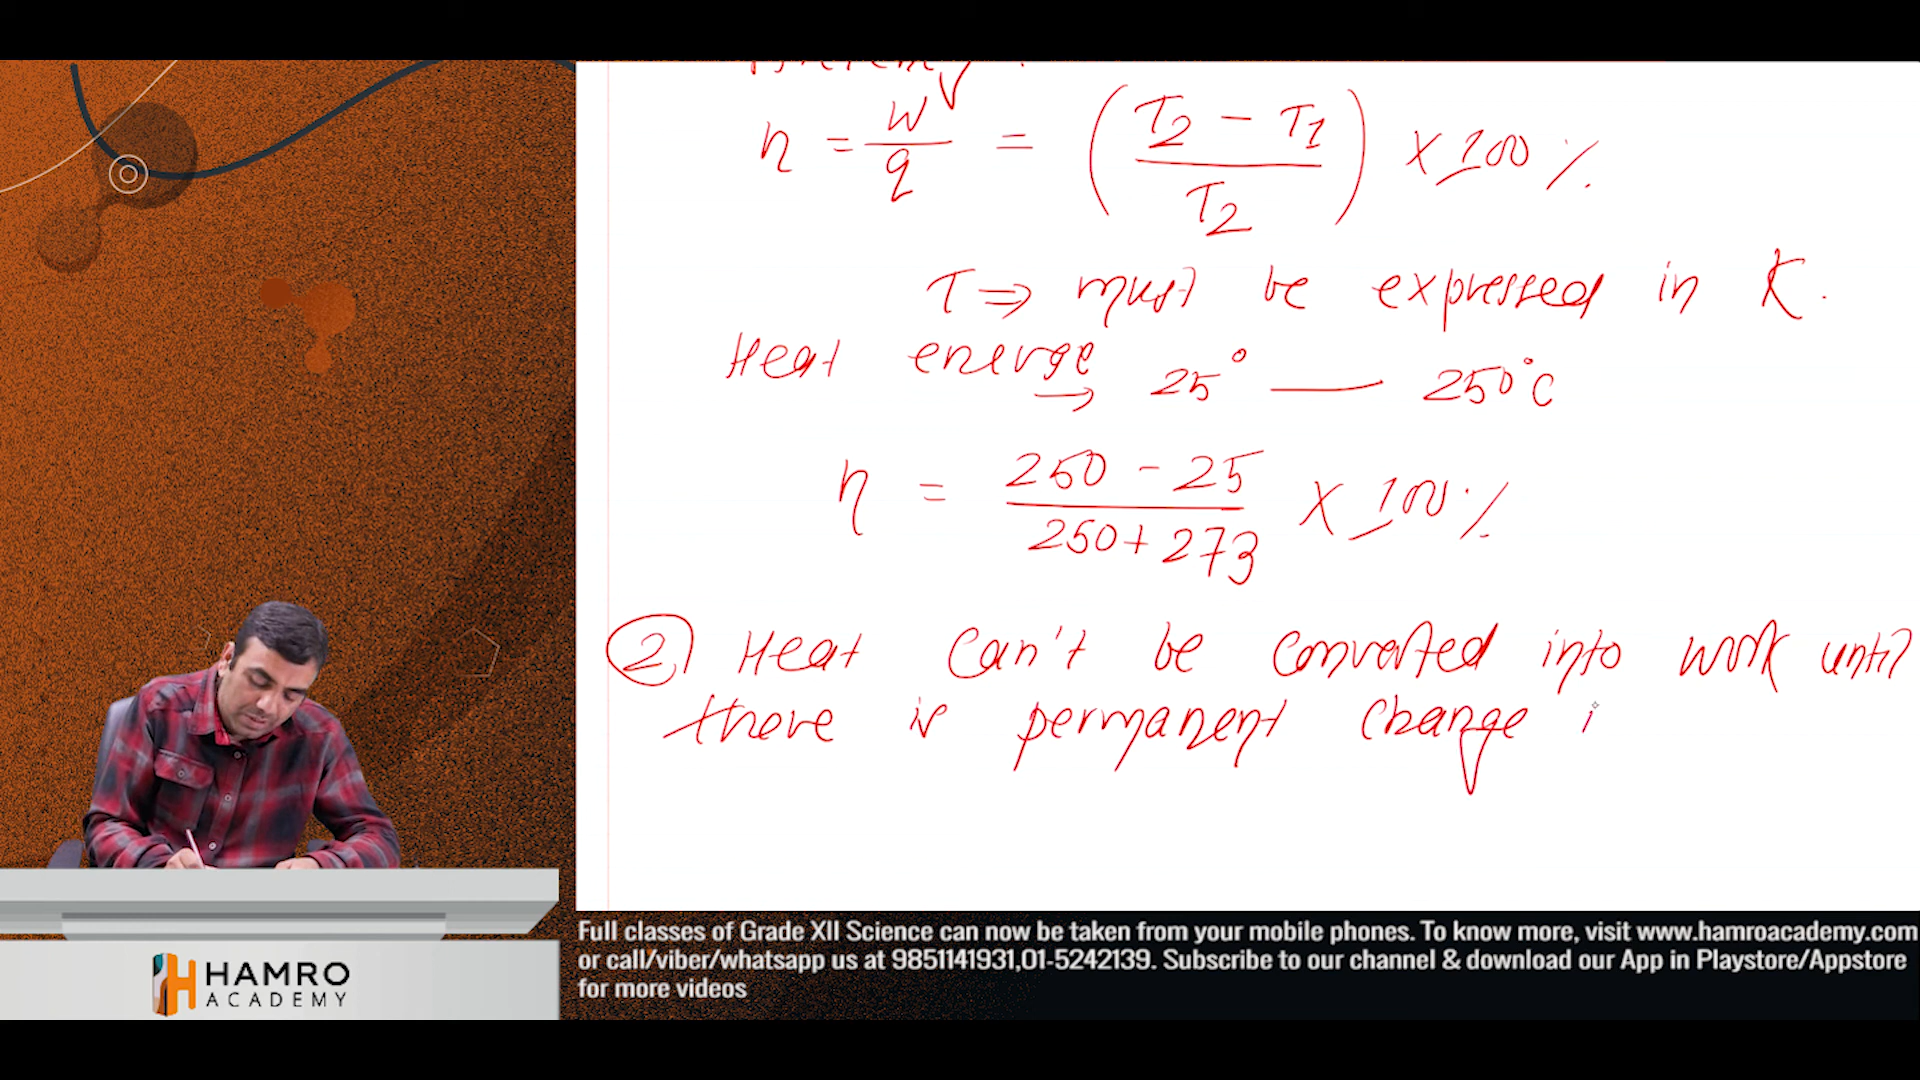 η = w/q = (T2 - T1 / T2) × 100 %
T ⇒ must be expressed in K.
Heat energe → 25° — 250°C
η = 250 - 25 / 250 + 273 × 100 %
② Heat can't be converted into work until
there is permanent change i
Full classes of Grade XII Science can now be taken from your mobile phones. To know more, visit www.hamroacademy.com
or call/viber/whatsapp us at 9851141931,01-5242139. Subscribe to our channel & download our App in Playstore/Appstore
for more videos
HAMRO
ACADEMY